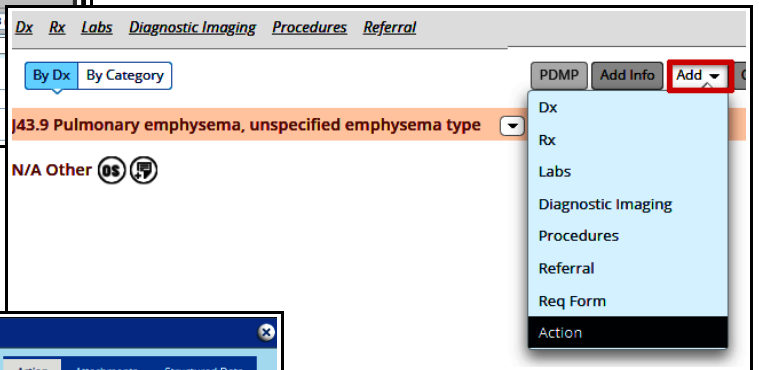 Dx Rx Labs Diagnostic Imaging Procedures Referral
By Dx By Category PDMP Add Info Add
J43.9 Pulmonary emphysema, unspecified emphysema type
N/A Other OS
Dx
Rx
Labs
Diagnostic Imaging
Procedures
Referral
Req Form
Action